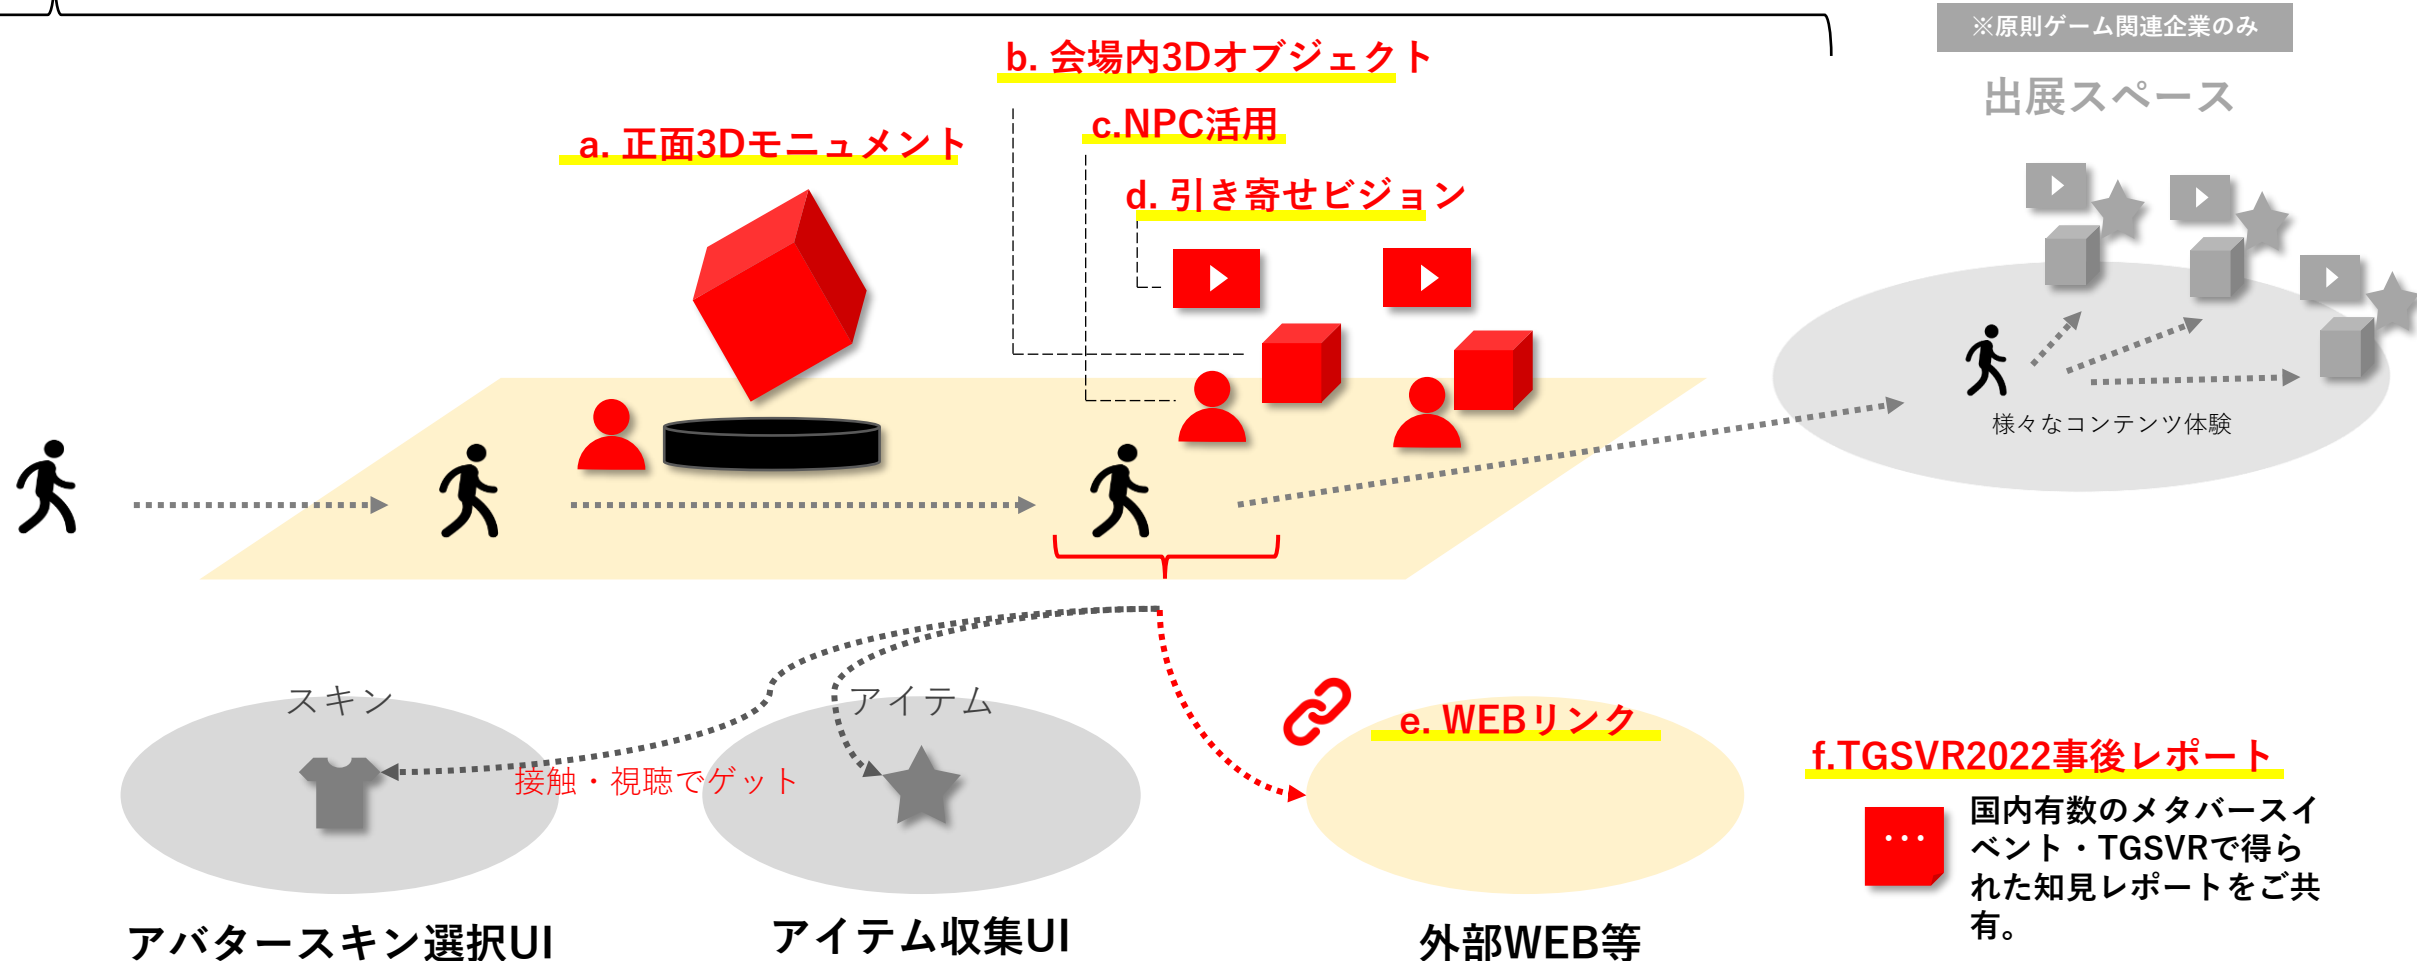 ※原則ゲーム関連企業のみ
出展スペース
b. 会場内3Dオブジェクト
c.NPC活用
a. 正面3Dモニュメント
d. 引き寄せビジョン
様々なコンテンツ体験
スキン
アイテム
接触・視聴でゲット
e. WEBリンク
f.TGSVR2022事後レポート
国内有数のメタバースイ
ベント・TGSVRで得ら
れた知見レポートをご共
有。
アバタースキン選択UI
アイテム収集UI
外部WEB等